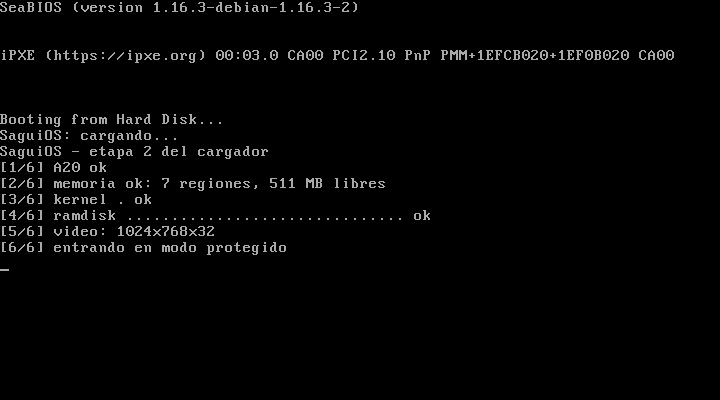 SeaBIOS (version 1.16.3-debian-1.16.3-2)
iPXE (https://ipxe.org) 00:03.0 CA00 PCI2.10 PnP PMM+1EFCB020+1EF0B020 CA00
Booting from Hard Disk...
SaguiOS: cargando...
SaguiOS - etapa 2 del cargador
[1/6] A20 ok
[2/6] memoria ok: 7 regiones, 511 MB libres
[3/6] kernel . ok
[4/6] ramdisk ............................... ok
[5/6] video: 1024x768x32
[6/6] entrando en modo protegido